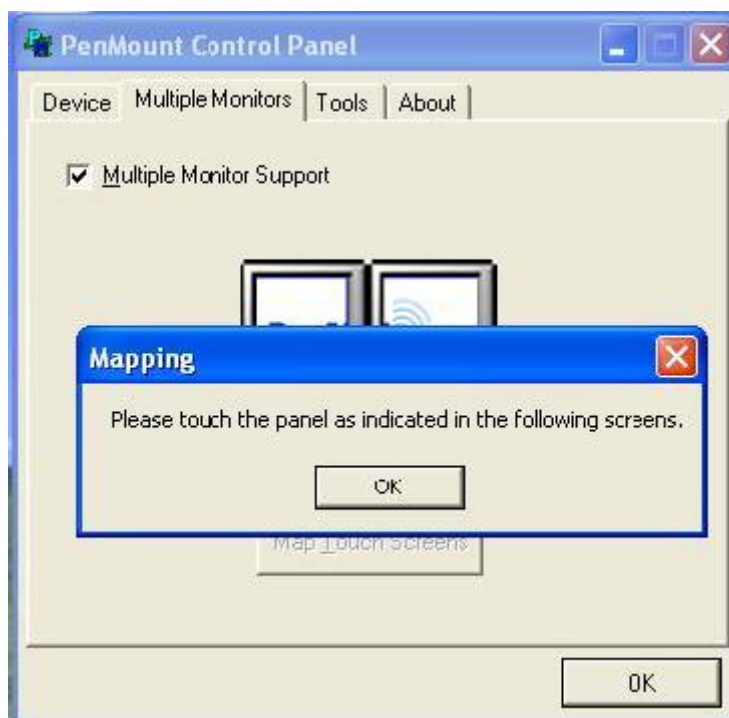 PenMount Control Panel
Device Multiple Monitors Tools About
Multiple Monitor Support
Mapping
Please touch the panel as indicated in the following screens.
OK
Map Touch Screens
OK